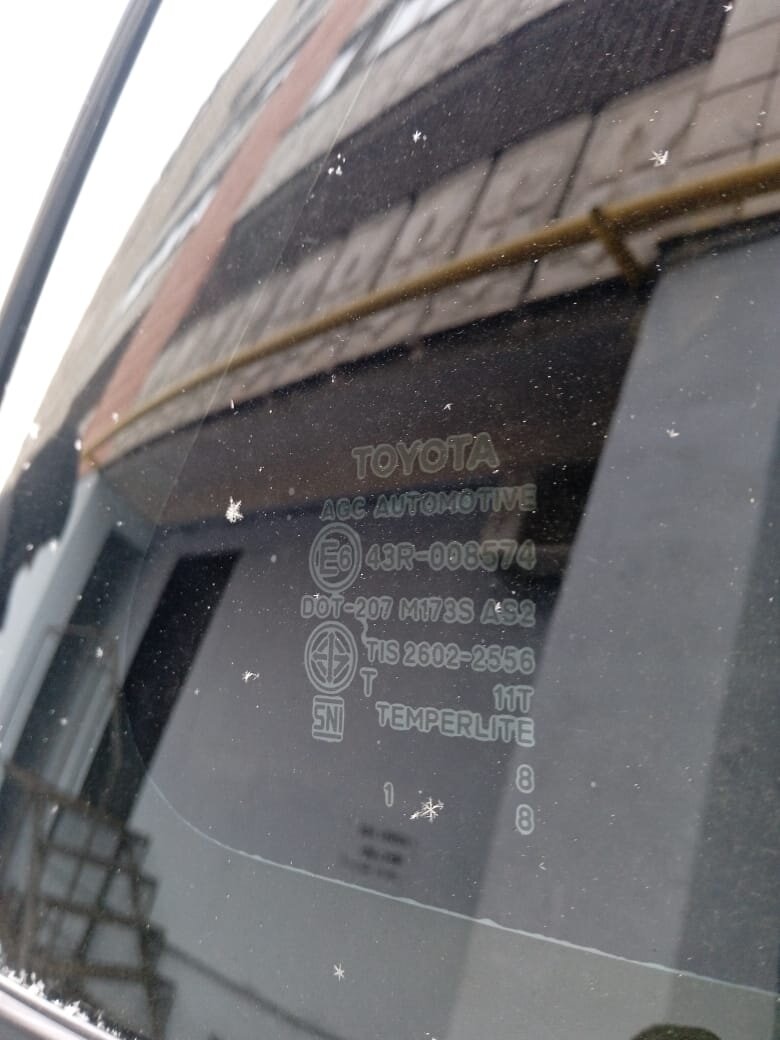 TOYOTA
AGC AUTOMOTIVE
E6 43R-008574
DOT-207 M173S AS2
TIS 2602-2556
T 11T
SNI TEMPERLITE
8
1
8